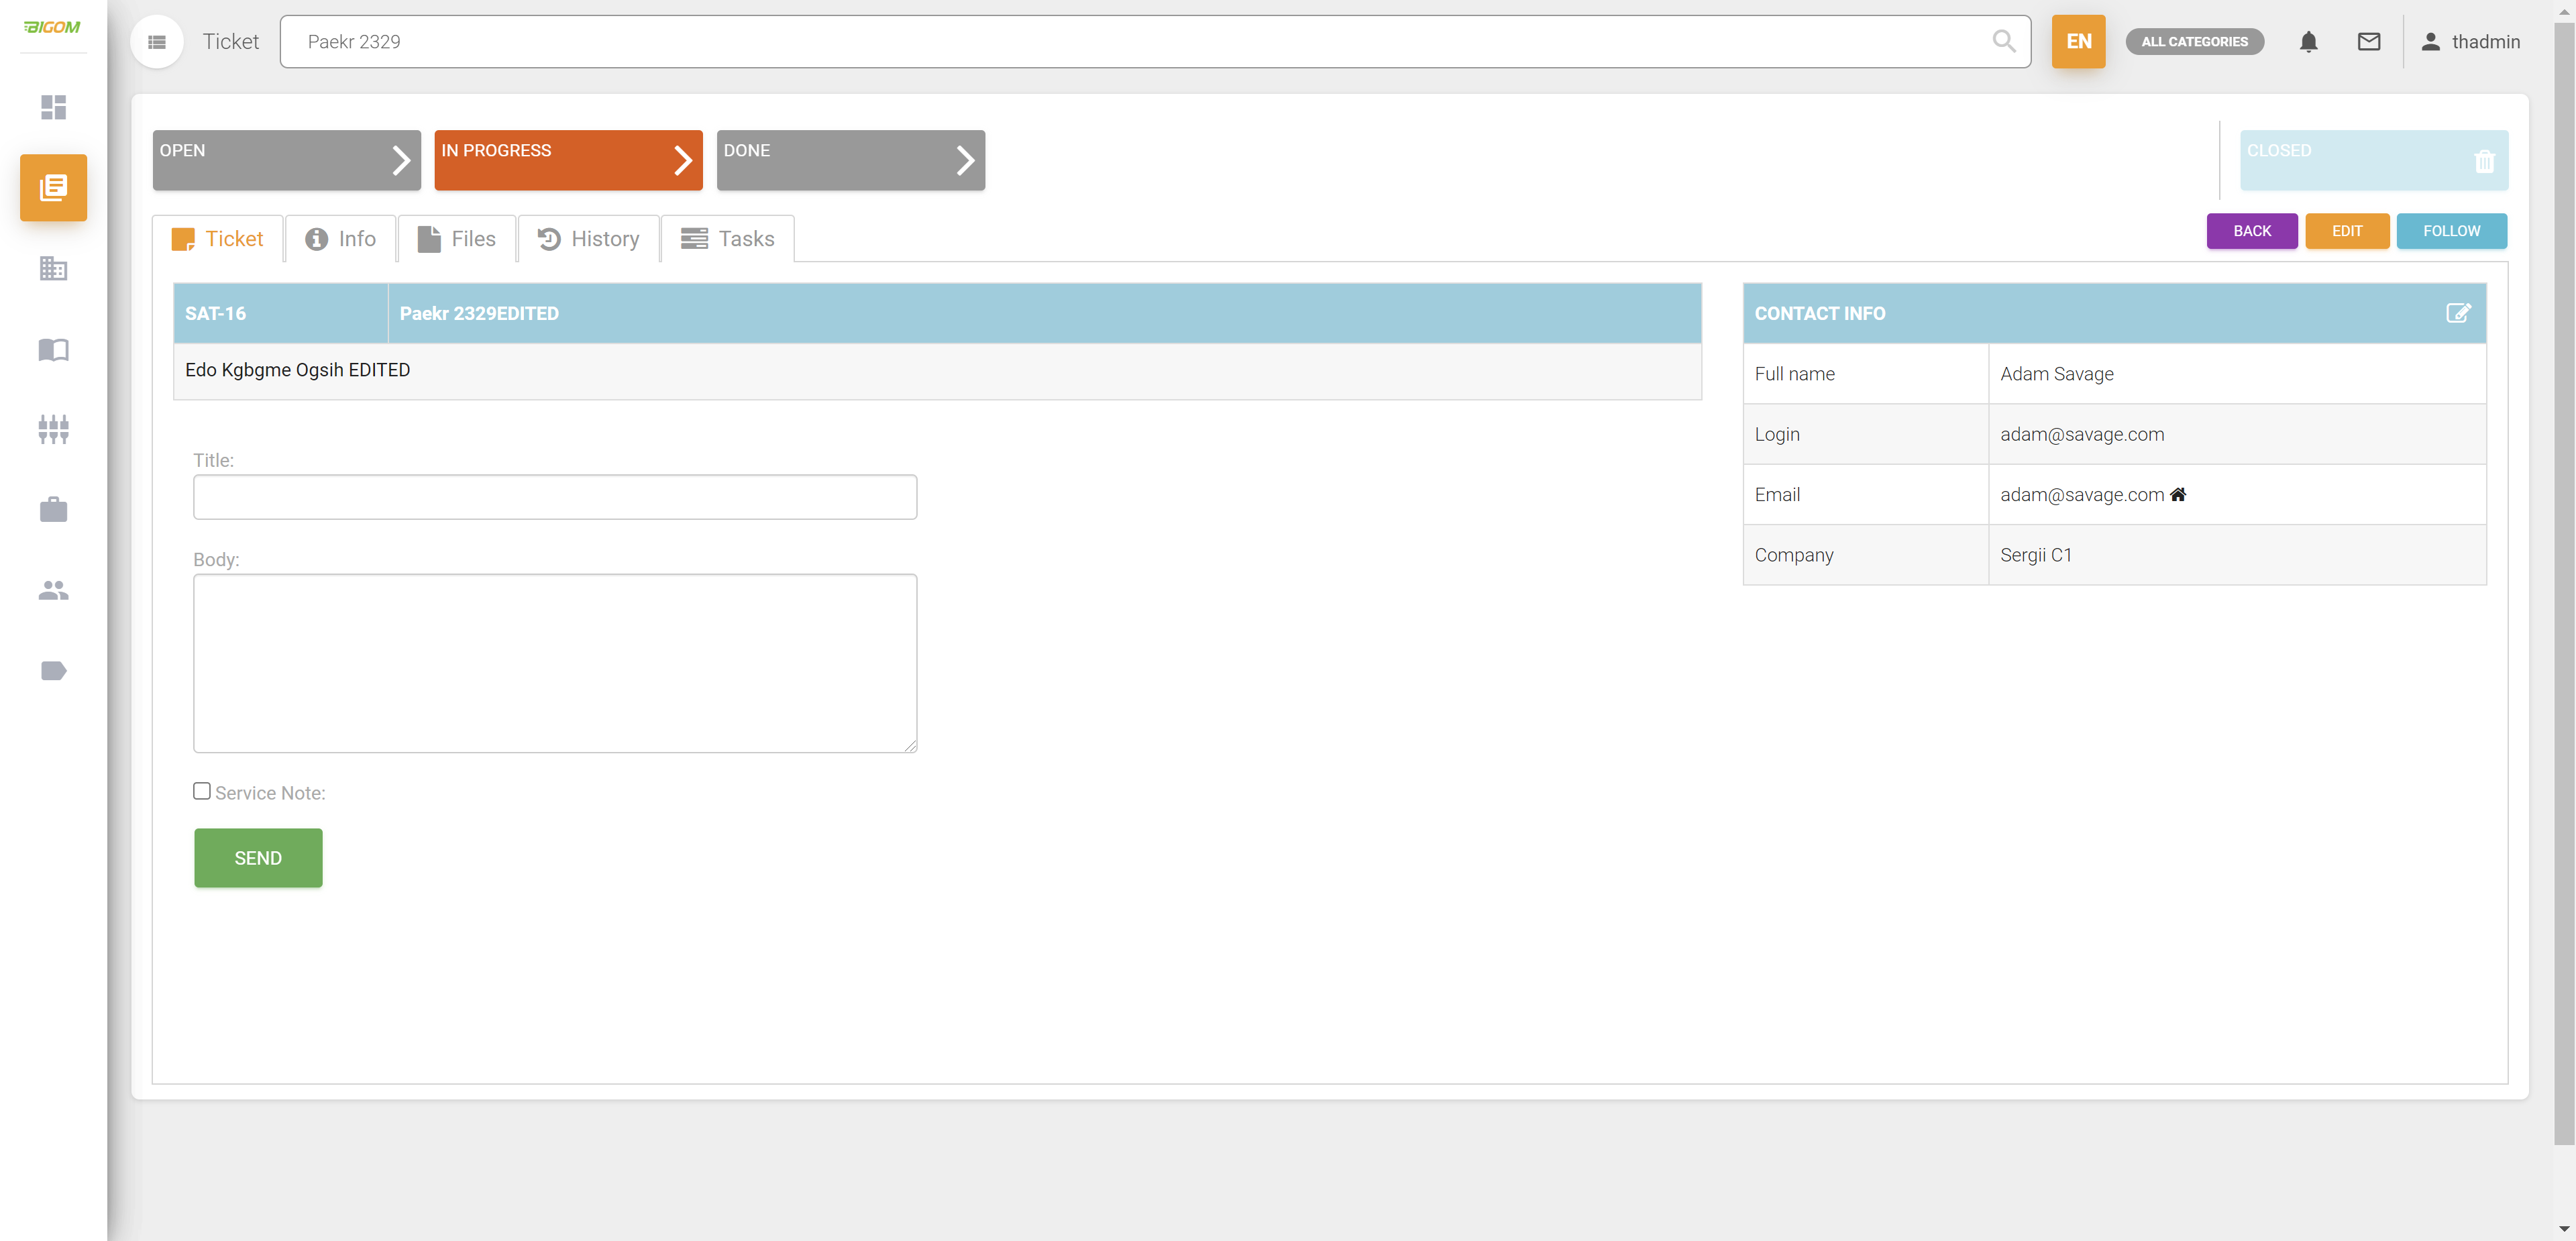 BIGOM
Ticket
Paekr 2329
EN
ALL CATEGORIES
thadmin
OPEN
IN PROGRESS
DONE
CLOSED
Ticket
Info
Files
History
Tasks
BACK
EDIT
FOLLOW
SAT-16
Paekr 2329EDITED
Edo Kgbgme Ogsih EDITED
Title:
Body:
Service Note:
SEND
CONTACT INFO
Full name
Adam Savage
Login
adam@savage.com
Email
adam@savage.com
Company
Sergii C1